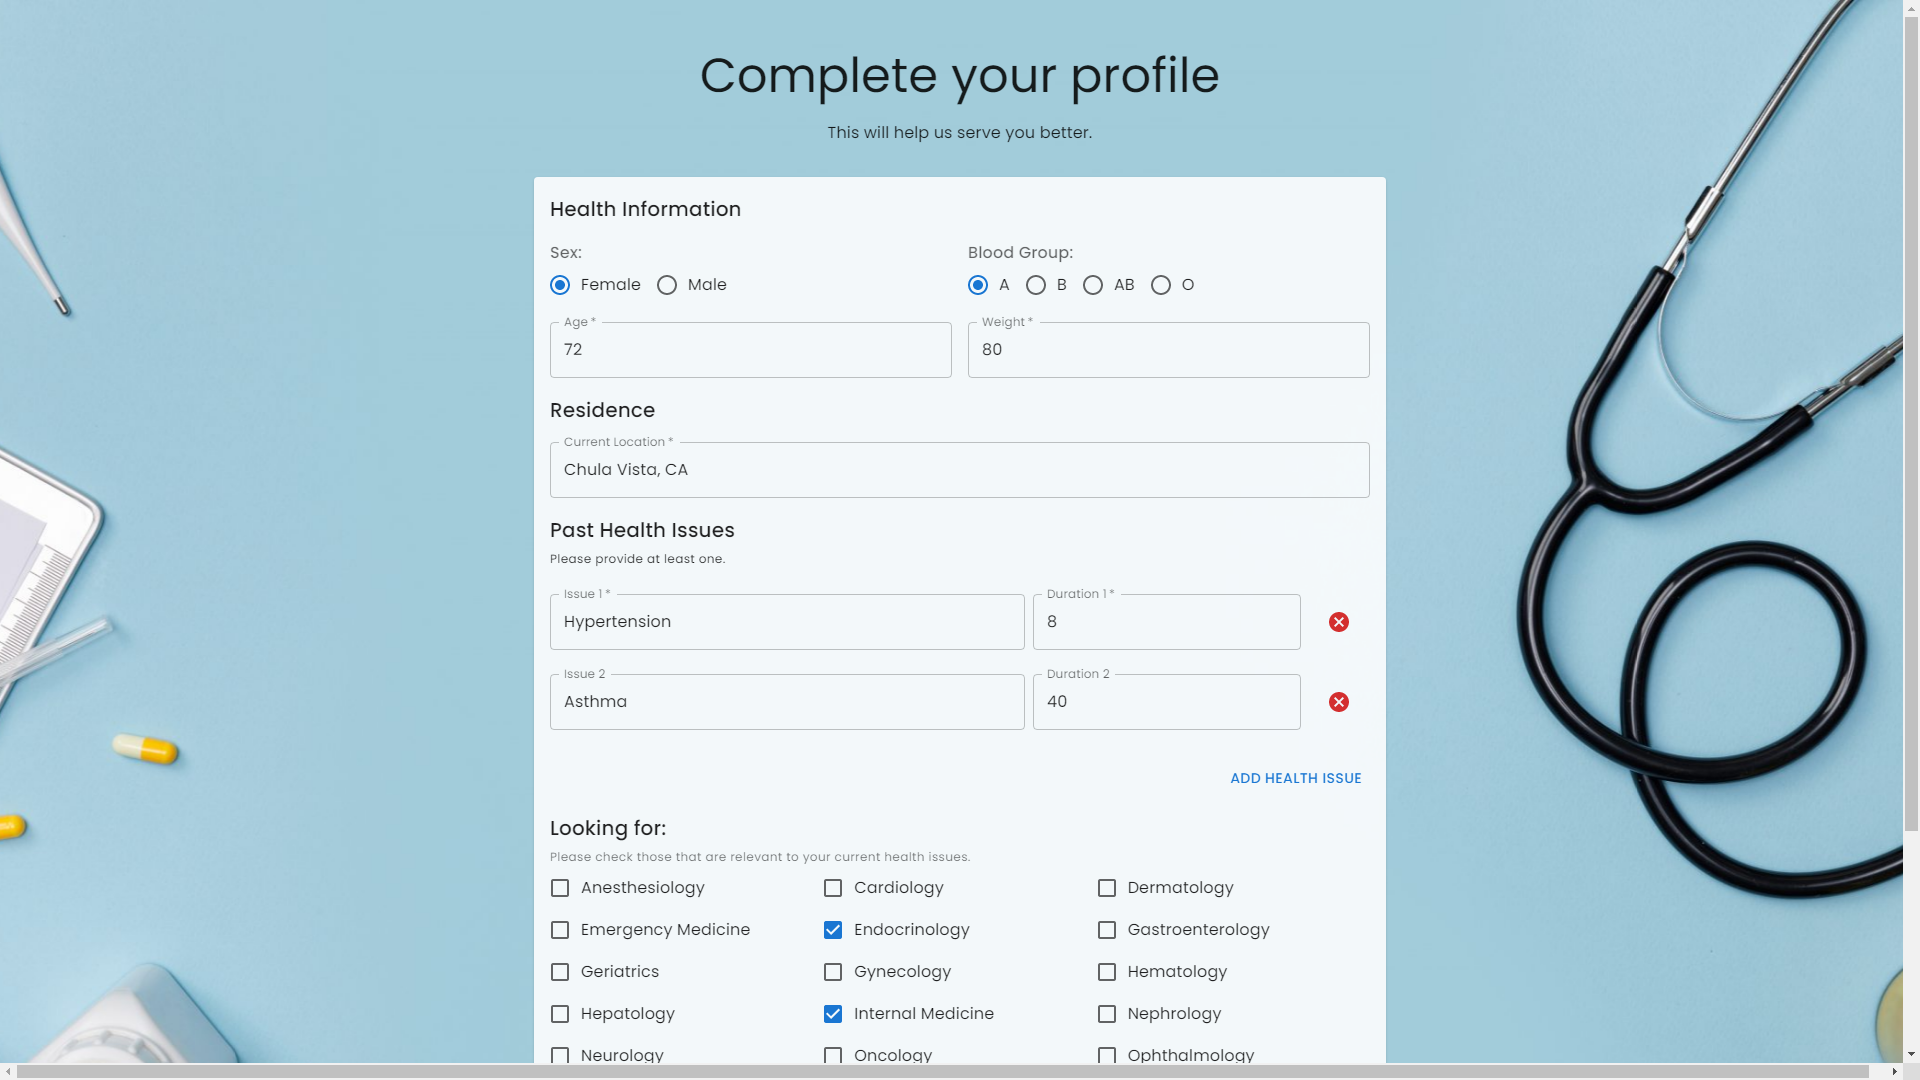 Complete your profile
This will help us serve you better.
Health Information
Sex:
Female Male
Blood Group:
A B AB O
Age *
72
Weight *
80
Residence
Current Location *
Chula Vista, CA
Past Health Issues
Please provide at least one.
Issue 1 *
Hypertension
Duration 1 *
8
Issue 2
Asthma
Duration 2
40
ADD HEALTH ISSUE
Looking for:
Please check those that are relevant to your current health issues.
Anesthesiology Cardiology Dermatology
Emergency Medicine Endocrinology Gastroenterology
Geriatrics Gynecology Hematology
Hepatology Internal Medicine Nephrology
Neurology Oncology Ophthalmology